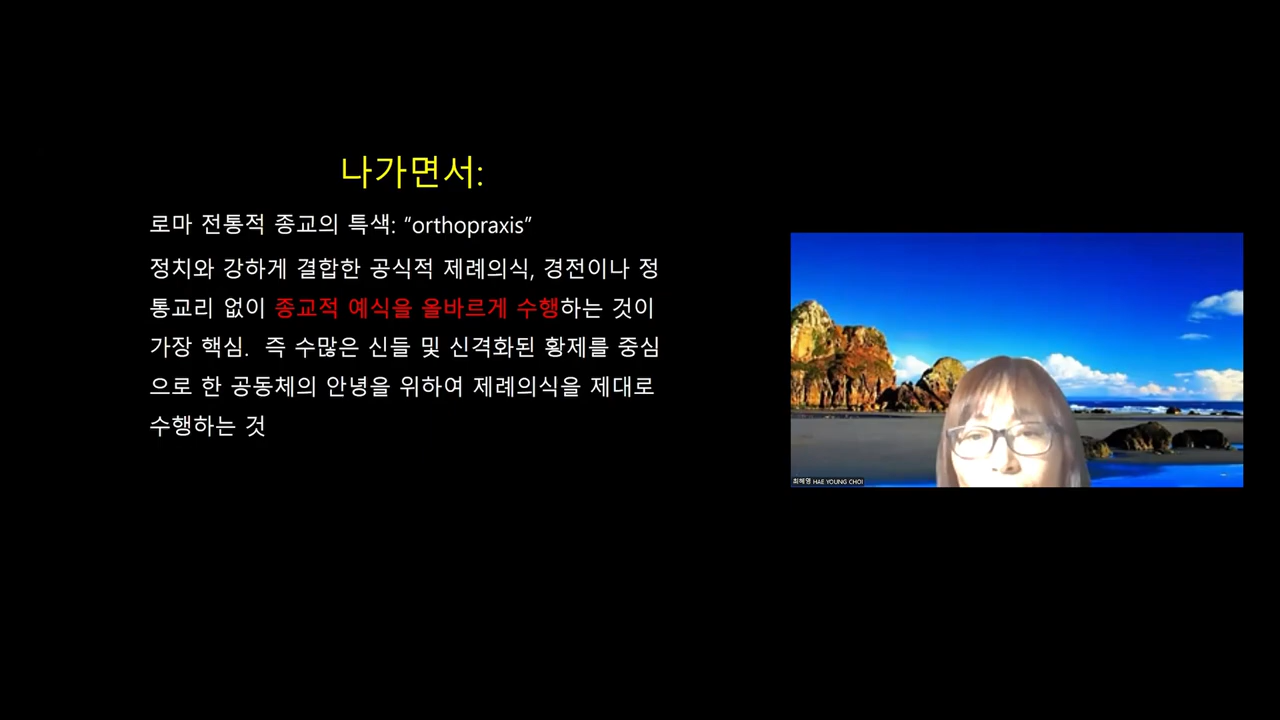 나가면서:
로마 전통적 종교의 특색: “orthopraxis”
정치와 강하게 결합한 공식적 제례의식, 경전이나 정
통교리 없이 종교적 예식을 올바르게 수행하는 것이
가장 핵심. 즉 수많은 신들 및 신격화된 황제를 중심
으로 한 공동체의 안녕을 위하여 제례의식을 제대로
수행하는 것
최혜영 HAE YOUNG CHOI